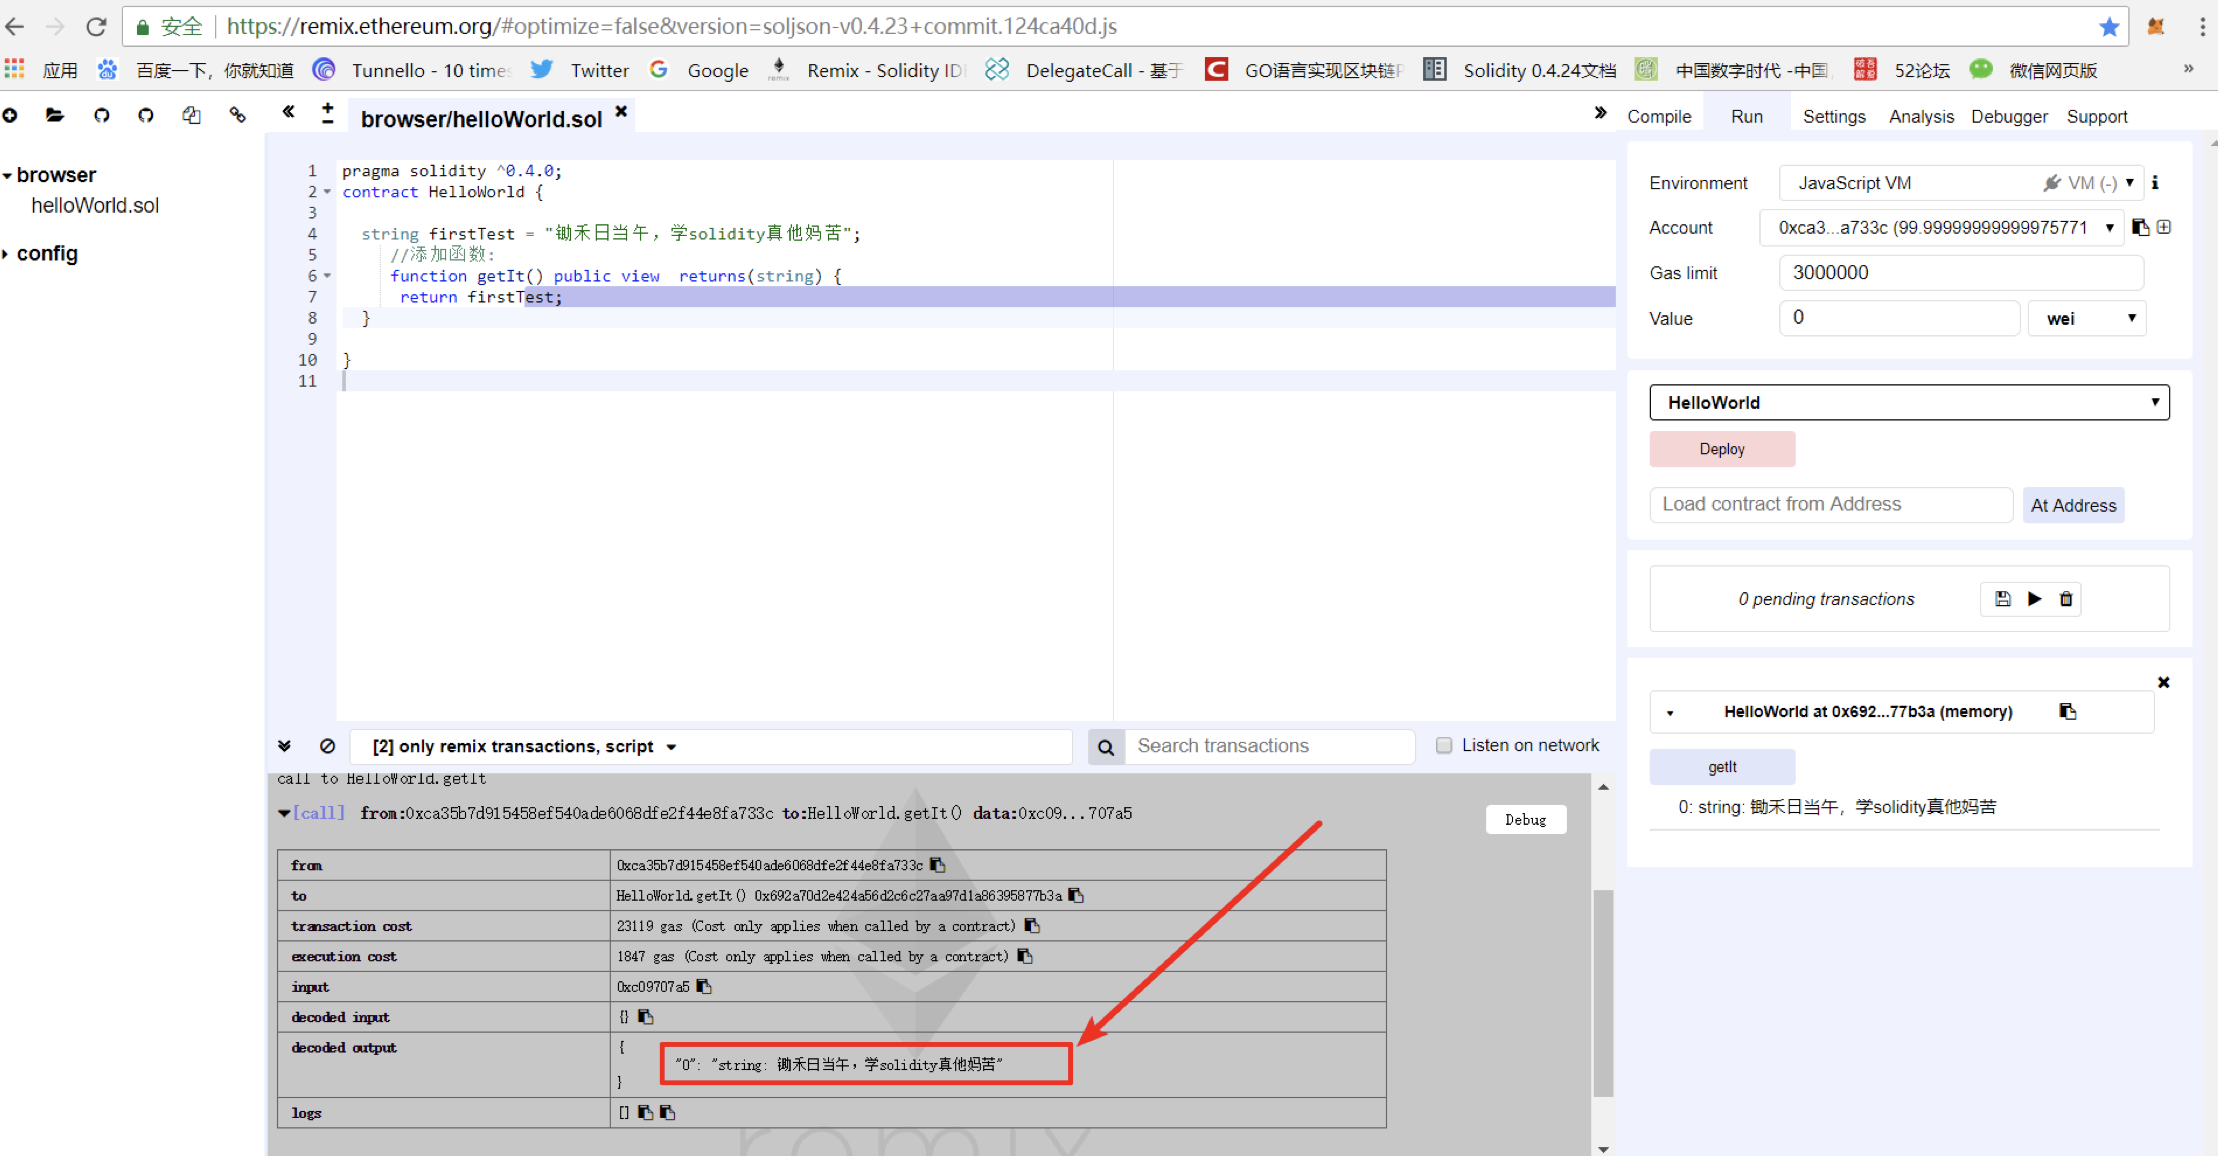 安全 https://remix.ethereum.org/#optimize=false&version=soljson-v0.4.23+commit.124ca40d.js
应用 百度一下，你就知道 Tunnello - 10 times Twitter Google Remix - Solidity IDE DelegateCall - 基于 GO语言实现区块链P Solidity 0.4.24文档 中国数字时代 -中国 52论坛 微信网页版 »
« browser/helloWorld.sol ✖ » Compile Run Settings Analysis Debugger Support
browser
helloWorld.sol
config
1 pragma solidity ^0.4.0;
2 contract HelloWorld {
3
4 string firstTest = "锄禾日当午，学solidity真他妈苦";
5 //添加函数:
6 function getIt() public view  returns(string) {
7 return firstTest;
8 }
9
10 }
11
Environment JavaScript VM VM (-)
Account 0xca3...a733c (99.99999999999975771
Gas limit 3000000
Value 0 wei
HelloWorld
Deploy
Load contract from Address At Address
0 pending transactions
HelloWorld at 0x692...77b3a (memory)
getIt
0: string: 锄禾日当午，学solidity真他妈苦
[2] only remix transactions, script Search transactions Listen on network
call to HelloWorld.getIt
[call] from:0xca35b7d915458ef540ade6068dfe2f44e8fa733c to:HelloWorld.getIt() data:0xc09...707a5 Debug
from 0xca35b7d915458ef540ade6068dfe2f44e8fa733c
to HelloWorld.getIt() 0x692a70d2e424a56d2c6c27aa97d1a86395877b3a
transaction cost 23119 gas (Cost only applies when called by a contract)
execution cost 1847 gas (Cost only applies when called by a contract)
input 0xc09707a5
decoded input {}
decoded output {
"0": "string: 锄禾日当午，学solidity真他妈苦"
}
logs []
remix